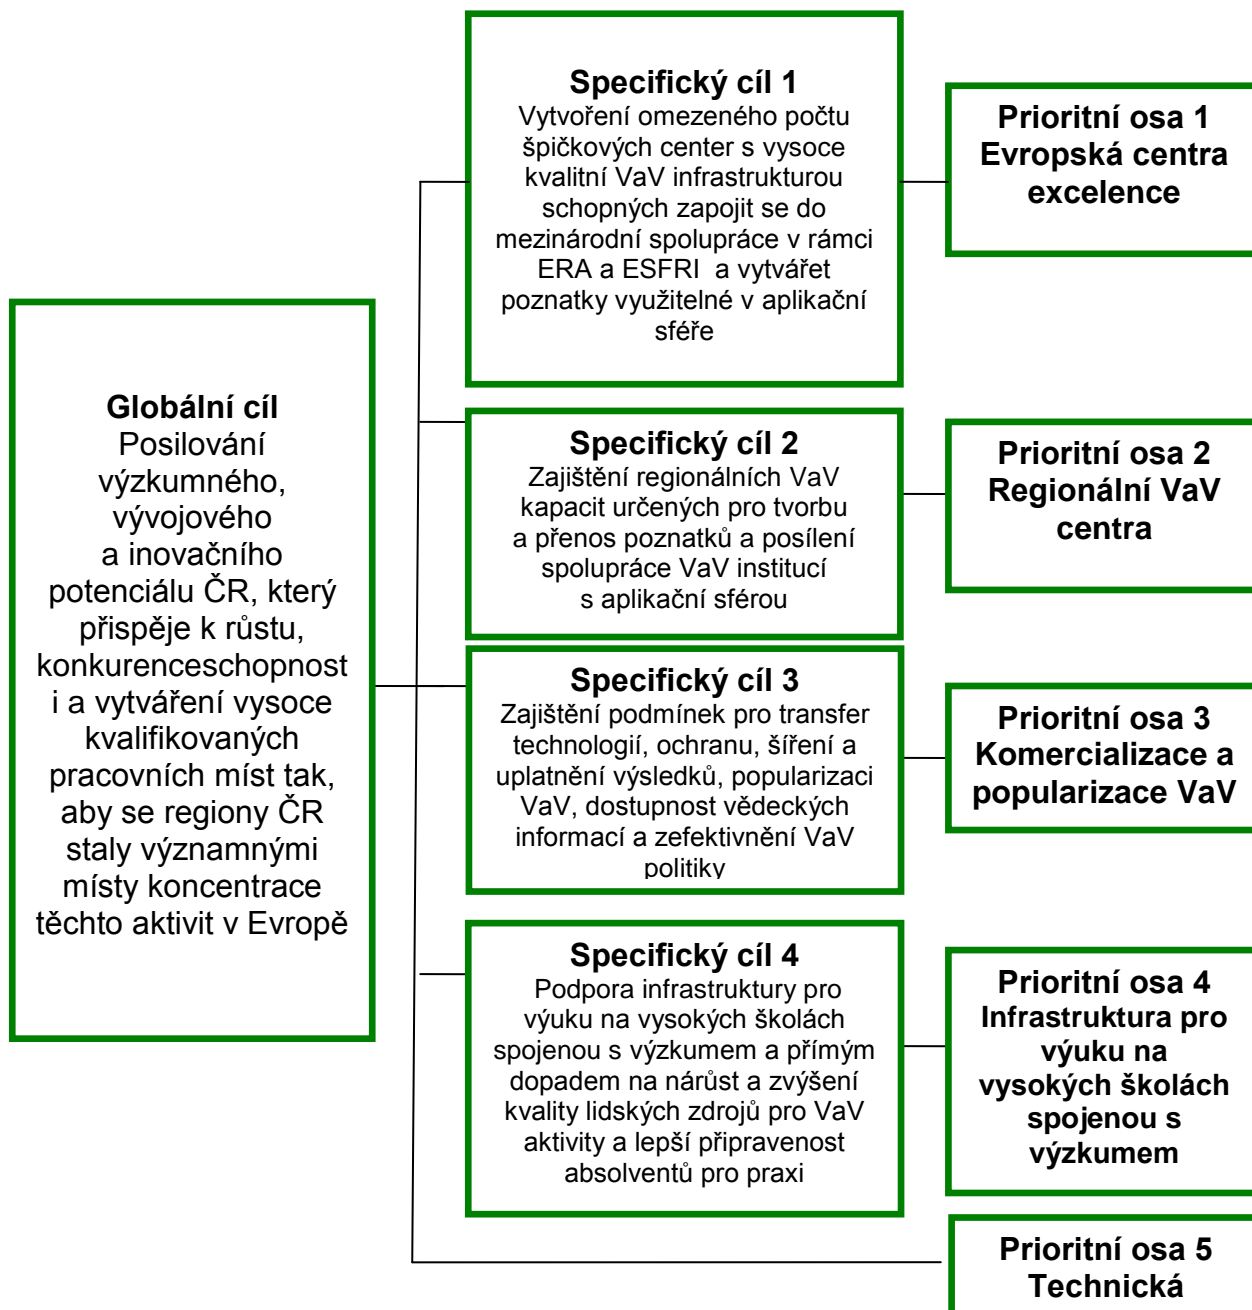 Globální cíl
Posilování
výzkumného,
vývojového
a inovačního
potenciálu ČR, který
přispěje k růstu,
konkurenceschopnost
i a vytváření vysoce
kvalifikovaných
pracovních míst tak,
aby se regiony ČR
staly významnými
místy koncentrace
těchto aktivit v Evropě
Specifický cíl 1
Vytvoření omezeného počtu
špičkových center s vysoce
kvalitní VaV infrastrukturou
schopných zapojit se do
mezinárodní spolupráce v rámci
ERA a ESFRI  a vytvářet
poznatky využitelné v aplikační
sféře
Prioritní osa 1
Evropská centra
excelence
Specifický cíl 2
Zajištění regionálních VaV
kapacit určených pro tvorbu
a přenos poznatků a posílení
spolupráce VaV institucí
s aplikační sférou
Prioritní osa 2
Regionální VaV
centra
Specifický cíl 3
Zajištění podmínek pro transfer
technologií, ochranu, šíření a
uplatnění výsledků, popularizaci
VaV, dostupnost vědeckých
informací a zefektivnění VaV
politiky
Prioritní osa 3
Komercializace a
popularizace VaV
Specifický cíl 4
Podpora infrastruktury pro
výuku na vysokých školách
spojenou s výzkumem a přímým
dopadem na nárůst a zvýšení
kvality lidských zdrojů pro VaV
aktivity a lepší připravenost
absolventů pro praxi
Prioritní osa 4
Infrastruktura pro
výuku na
vysokých školách
spojenou s
výzkumem
Prioritní osa 5
Technická